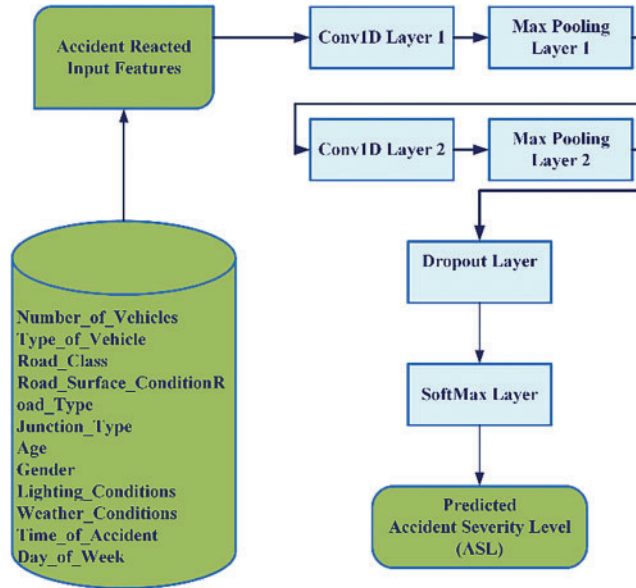 Accident Reacted
Input Features
Conv1D Layer 1
Max Pooling
Layer 1
Conv1D Layer 2
Max Pooling
Layer 2
Dropout Layer
SoftMax Layer
Predicted
Accident Severity Level
(ASL)
Number_of_Vehicles
Type_of_Vehicle
Road_Class
Road_Surface_ConditionR
oad_Type
Junction_Type
Age
Gender
Lighting_Conditions
Weather_Conditions
Time_of_Accident
Day_of_Week